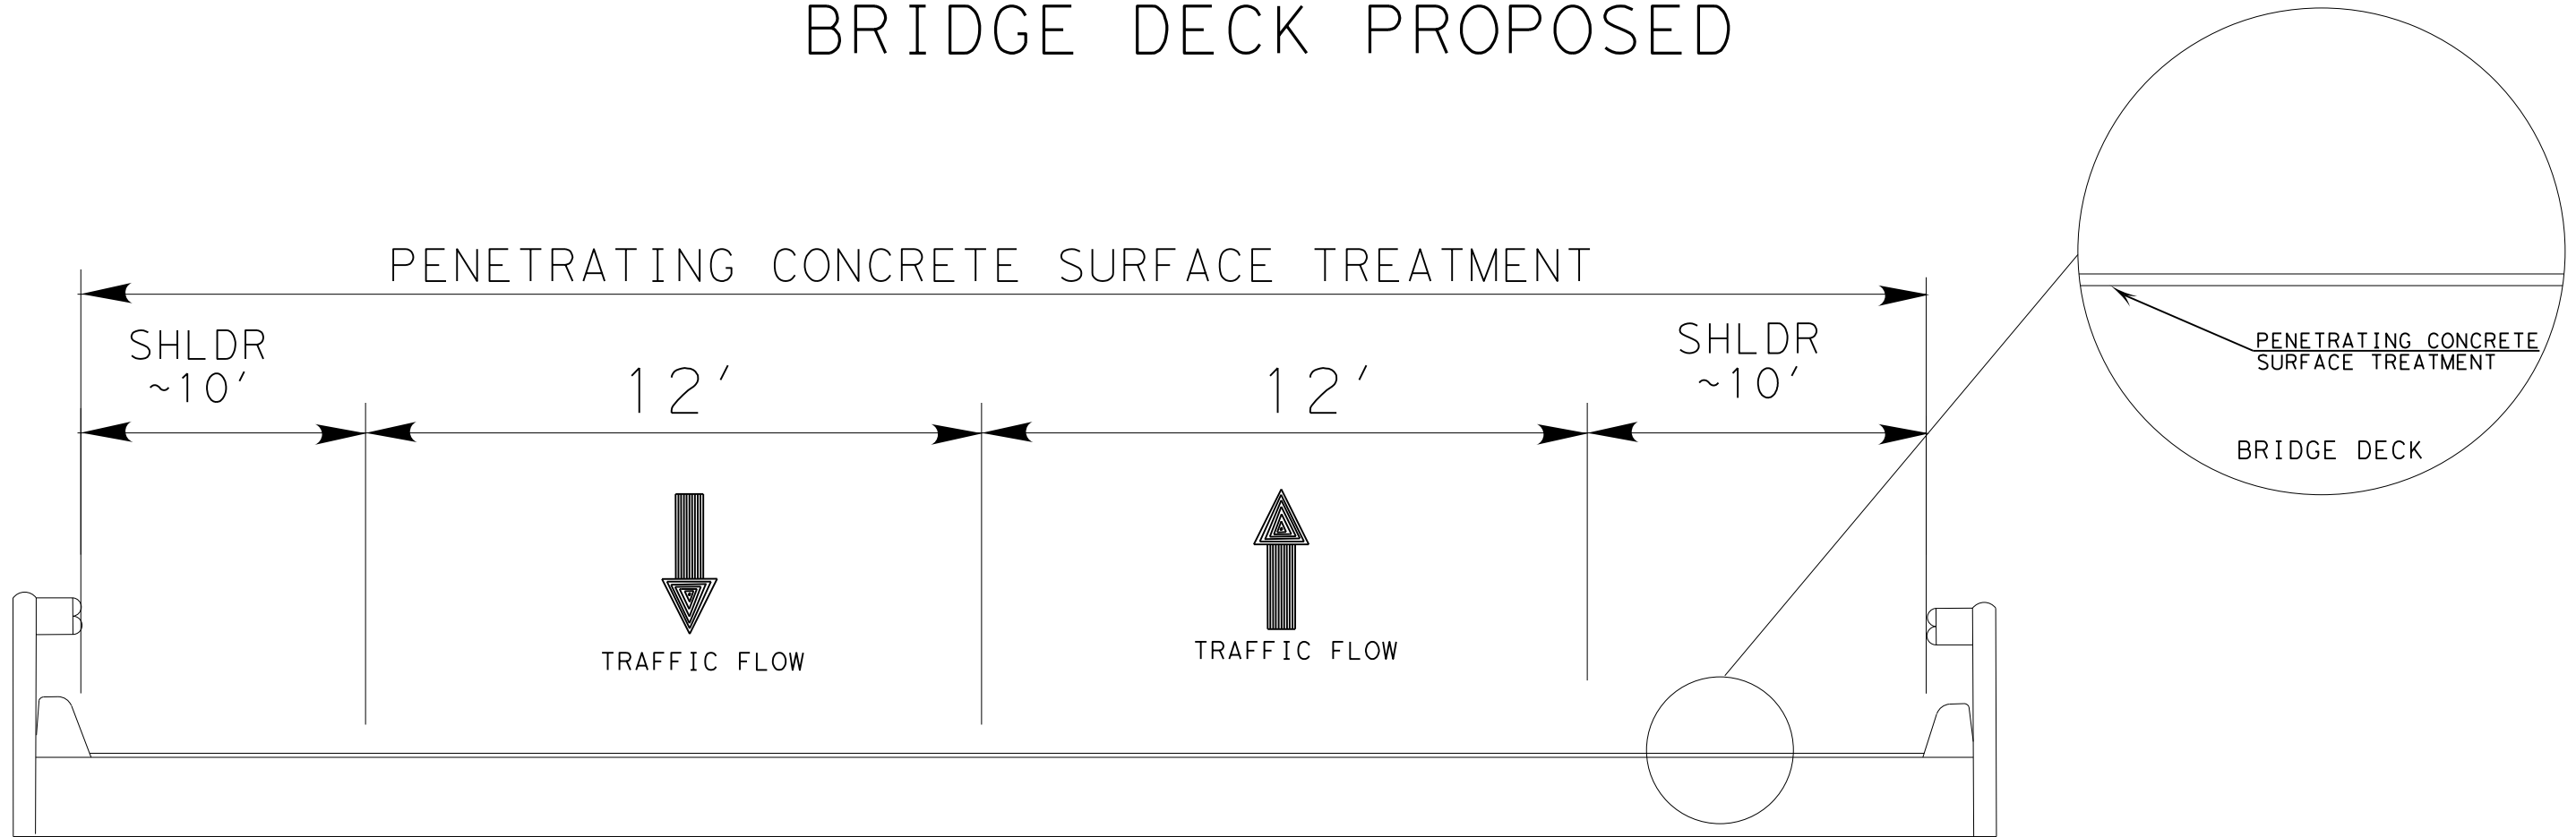 BRIDGE DECK PROPOSED
PENETRATING CONCRETE SURFACE TREATMENT
SHLDR
~10'
12'
12'
SHLDR
~10'
TRAFFIC FLOW
TRAFFIC FLOW
PENETRATING CONCRETE
SURFACE TREATMENT
BRIDGE DECK